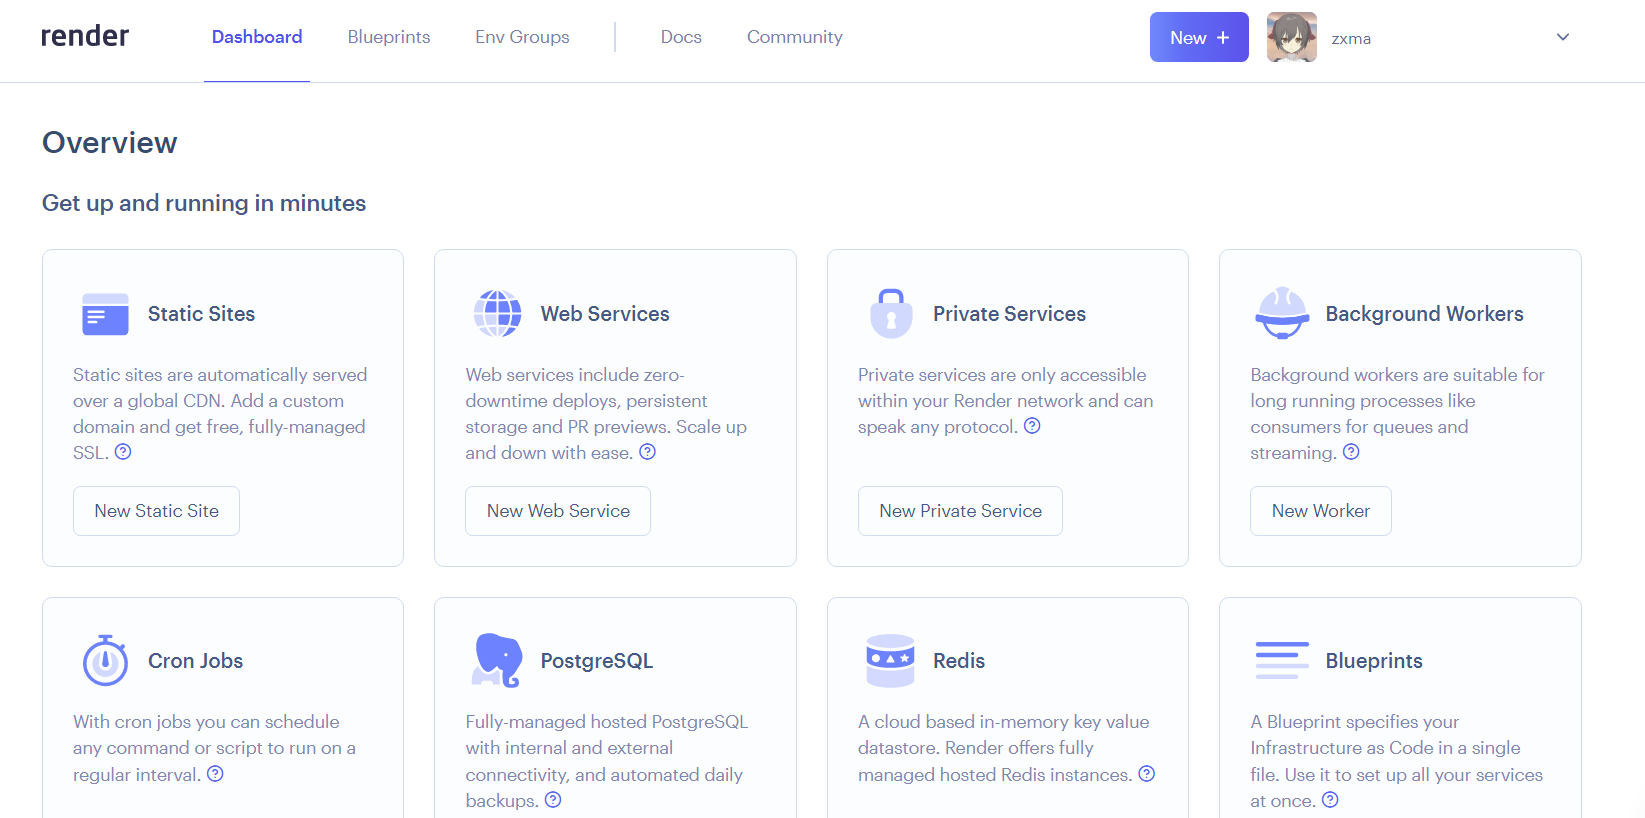 render
Dashboard
Blueprints
Env Groups
Docs
Community
New +
zxma
Overview
Get up and running in minutes
Static Sites
Static sites are automatically served
over a global CDN. Add a custom
domain and get free, fully-managed
SSL. ?
New Static Site
Web Services
Web services include zero-
downtime deploys, persistent
storage and PR previews. Scale up
and down with ease. ?
New Web Service
Private Services
Private services are only accessible
within your Render network and can
speak any protocol. ?
New Private Service
Background Workers
Background workers are suitable for
long running processes like
consumers for queues and
streaming. ?
New Worker
Cron Jobs
With cron jobs you can schedule
any command or script to run on a
regular interval. ?
PostgreSQL
Fully-managed hosted PostgreSQL
with internal and external
connectivity, and automated daily
backups. ?
Redis
A cloud based in-memory key value
datastore. Render offers fully
managed hosted Redis instances. ?
Blueprints
A Blueprint specifies your
Infrastructure as Code in a single
file. Use it to set up all your services
at once. ?